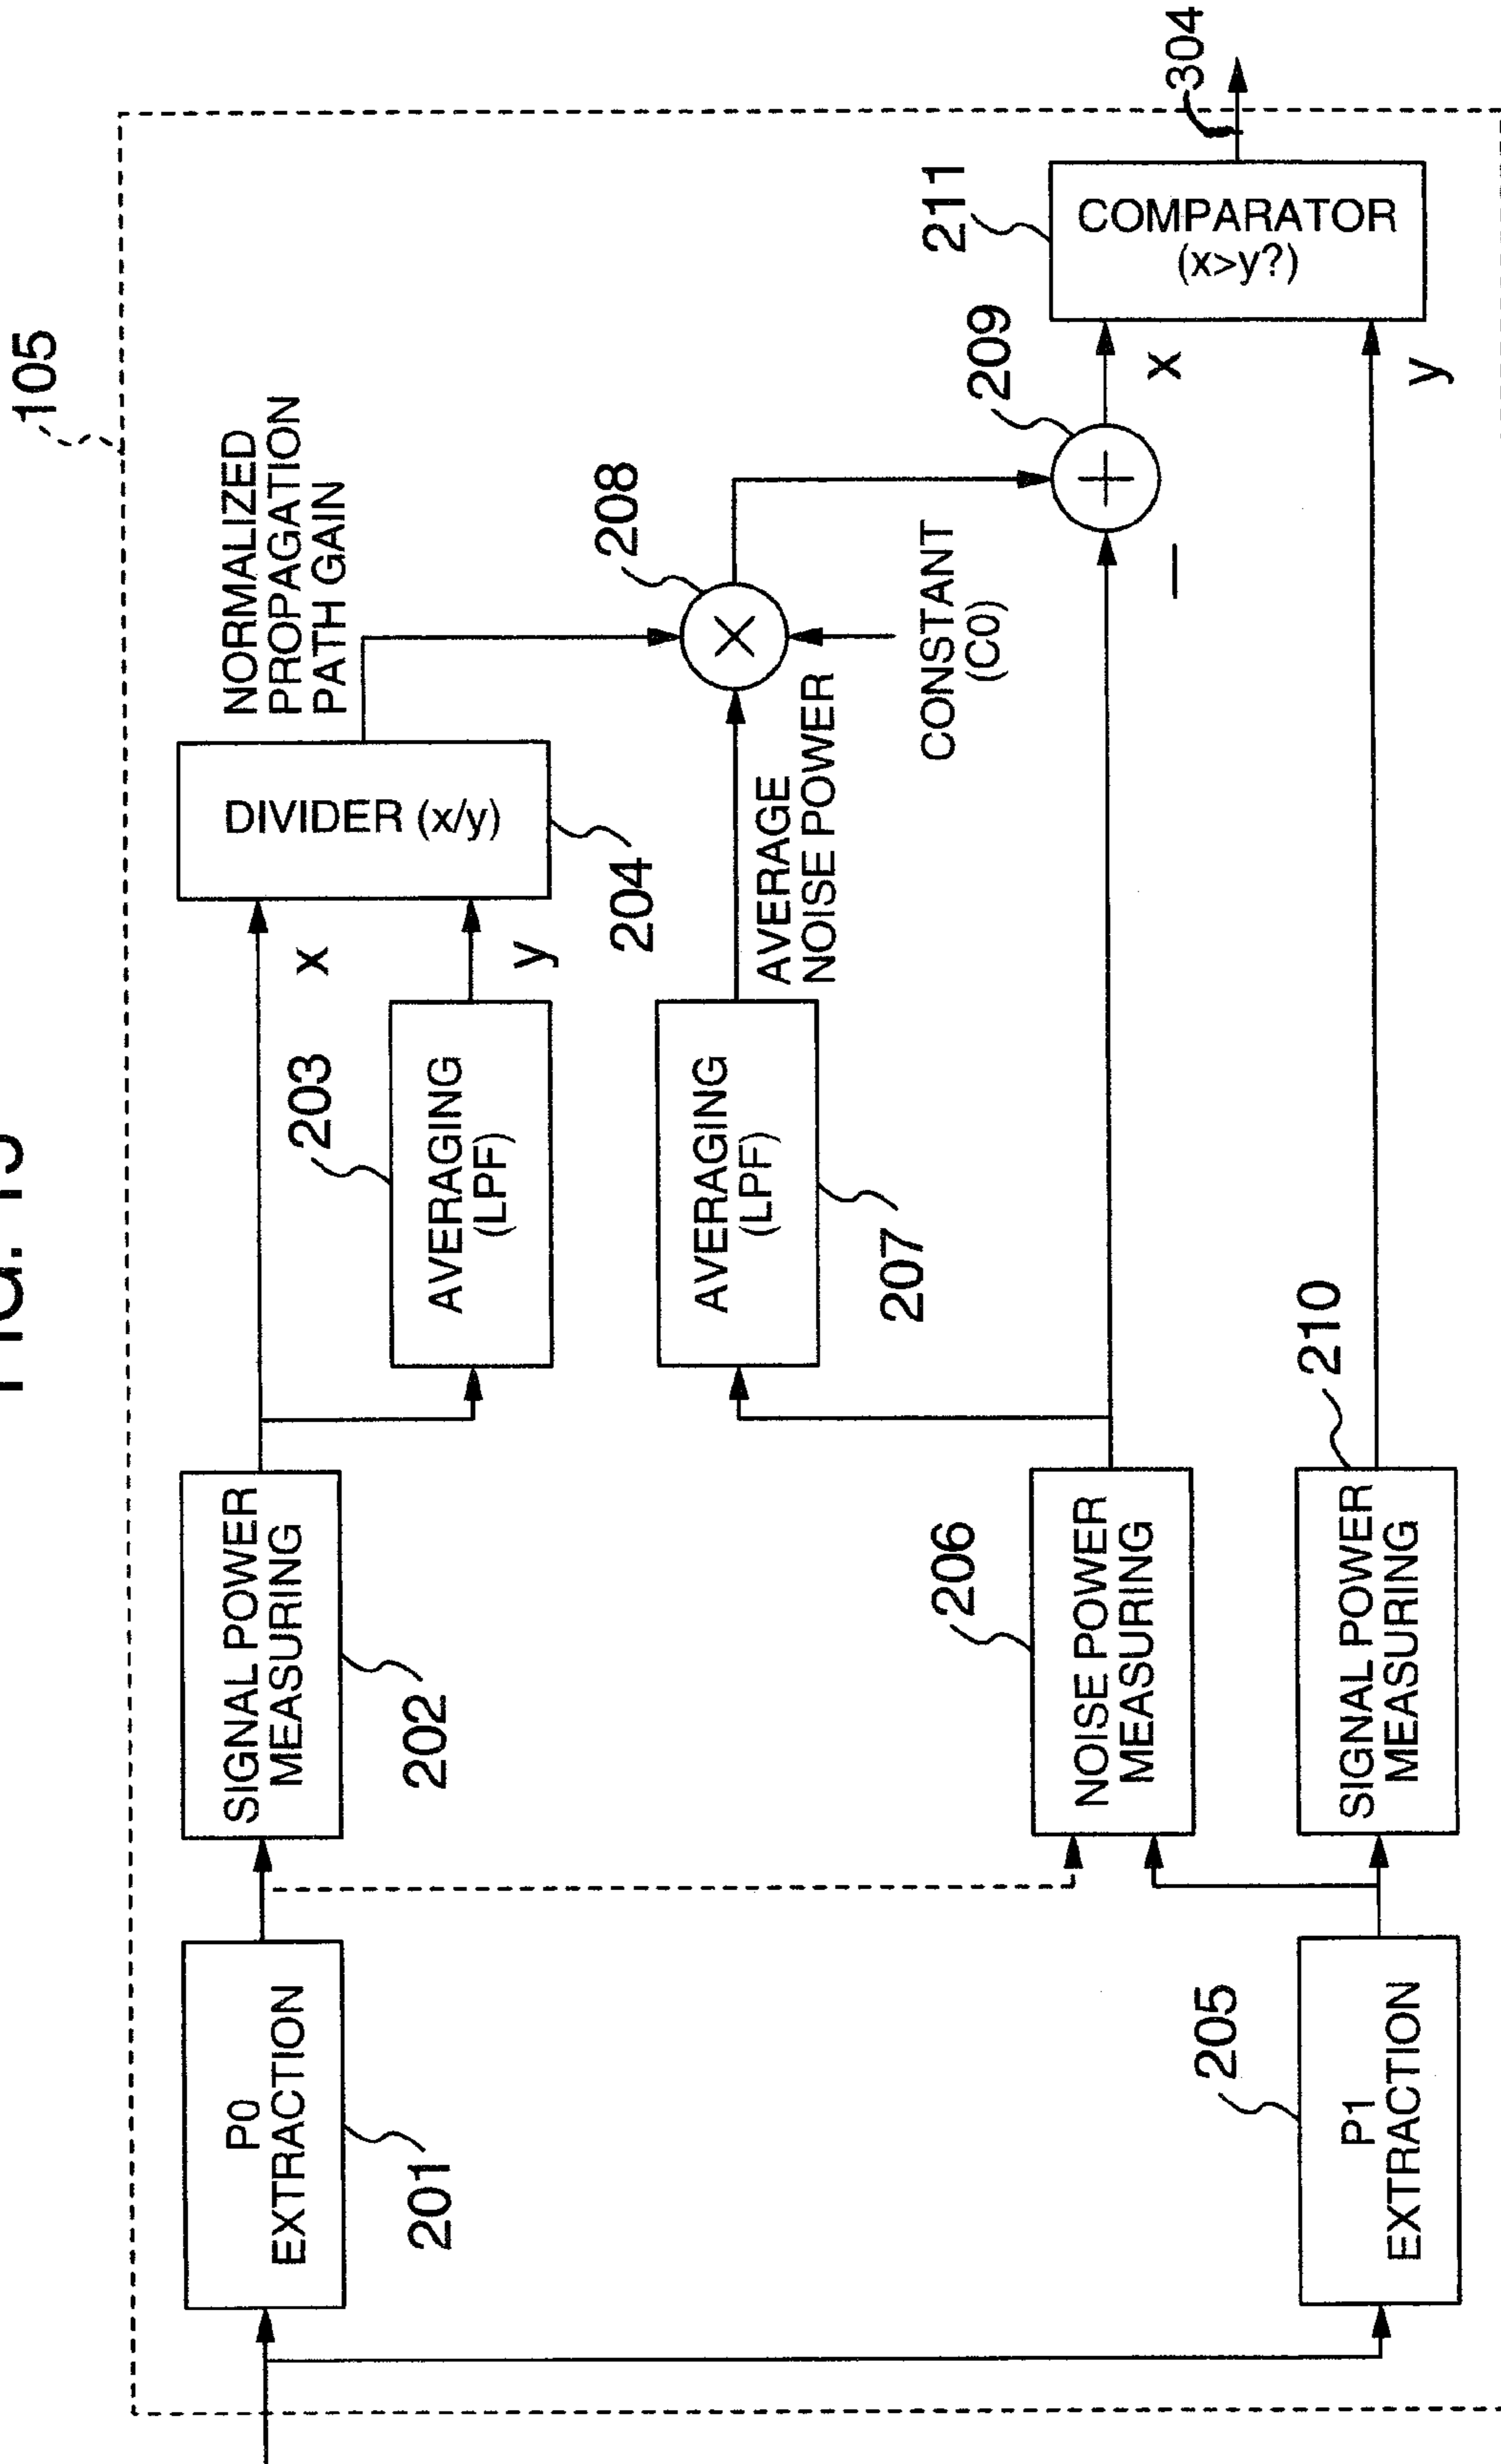 FIG.
105
P0
EXTRACTION
201
SIGNAL POWER
MEASURING
202
203
AVERAGING
(LPF)
x
y
DIVIDER (x/y)
204
NORMALIZED
PROPAGATION
PATH GAIN
AVERAGING
(LPF)
207
AVERAGE
NOISE POWER
208
×
CONSTANT
(C0)
206
NOISE POWER
MEASURING
209
+
−
x
y
211
COMPARATOR
(x>y?)
304
205
P1
EXTRACTION
210
SIGNAL POWER
MEASURING